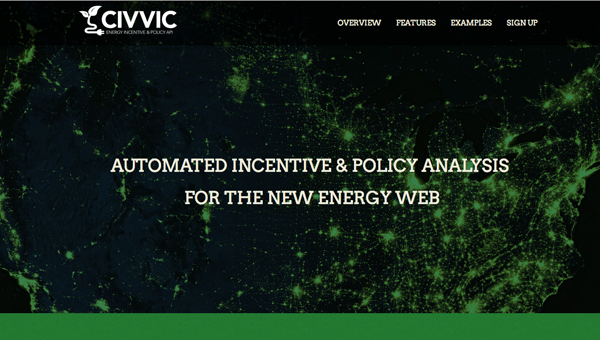 CIVVIC
ENERGY INCENTIVE & POLICY API
OVERVIEW FEATURES EXAMPLES SIGN UP
AUTOMATED INCENTIVE & POLICY ANALYSIS
FOR THE NEW ENERGY WEB